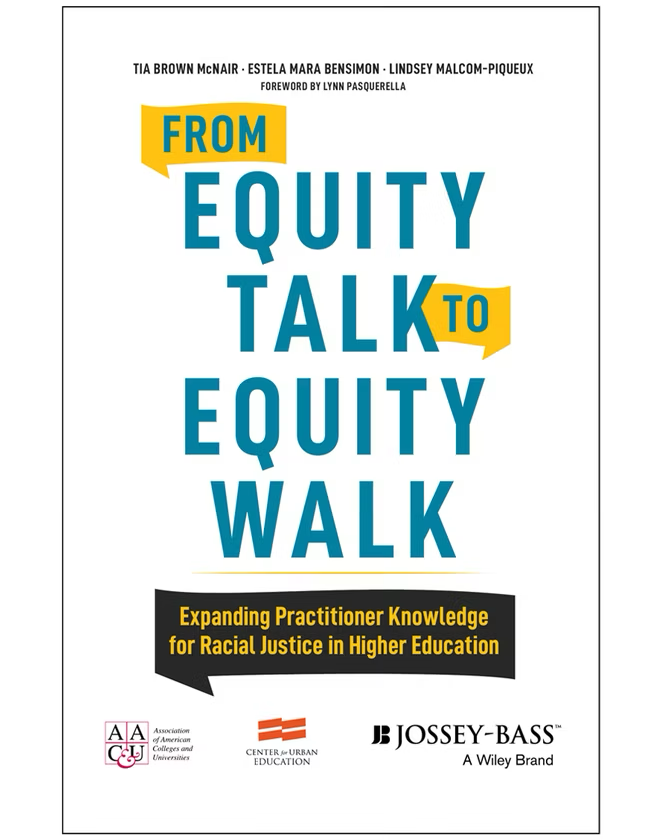 TIA BROWN McNAIR · ESTELA MARA BENSIMON · LINDSEY MALCOM-PIQUEUX
FOREWORD BY LYNN PASQUERELLA
FROM
EQUITY
TALK TO
EQUITY
WALK
Expanding Practitioner Knowledge
for Racial Justice in Higher Education
AA
C&U
Association
of American
Colleges and
Universities
CENTER for URBAN
EDUCATION
JB JOSSEY-BASS™
A Wiley Brand